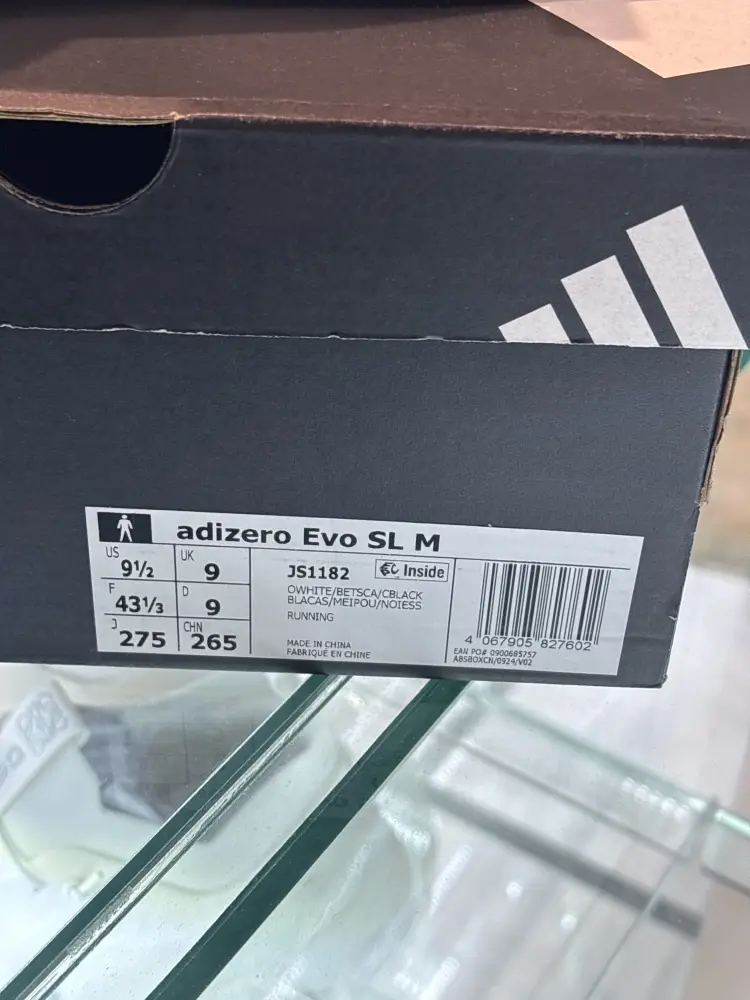 adizero Evo SL M
US
9½
UK
9
F
43⅓
D
9
J
275
CHN
265
JS1182
Inside
OWHITE/BETSCA/CBLACK
BLACAS/MEIPOU/NOIESS
RUNNING
MADE IN CHINA
FABRIQUÉ EN CHINE
4 067905 827602
EAN PO# 0900685757
ABSBOXCN/0924/V02